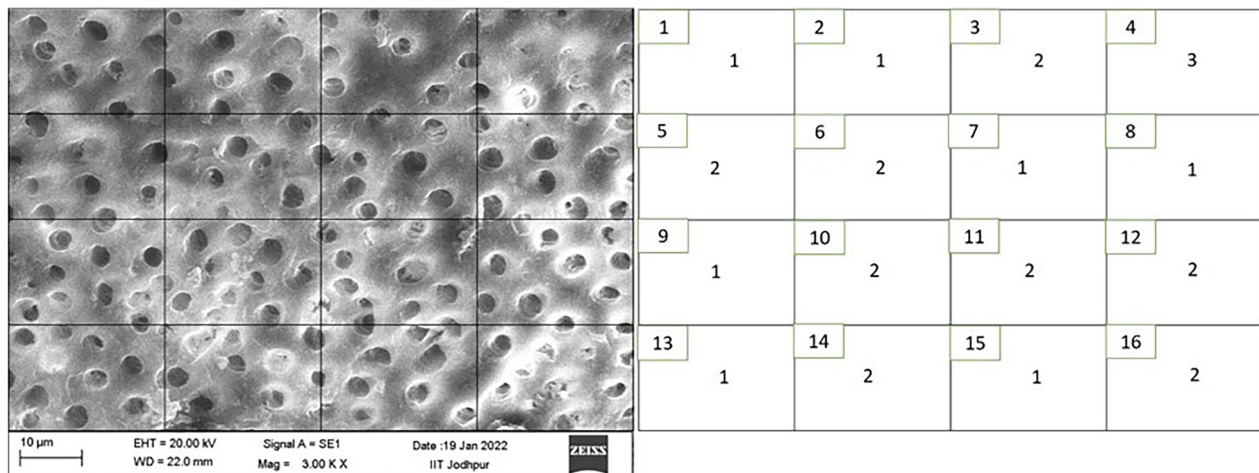 1 2 3 4
1 1 2 3
5 6 7 8
2 2 1 1
9 10 11 12
1 2 2 2
13 14 15 16
1 2 1 2
10 µm EHT = 20.00 kV Signal A = SE1 Date :19 Jan 2022 ZEISS
WD = 22.0 mm Mag = 3.00 K X IIT Jodhpur